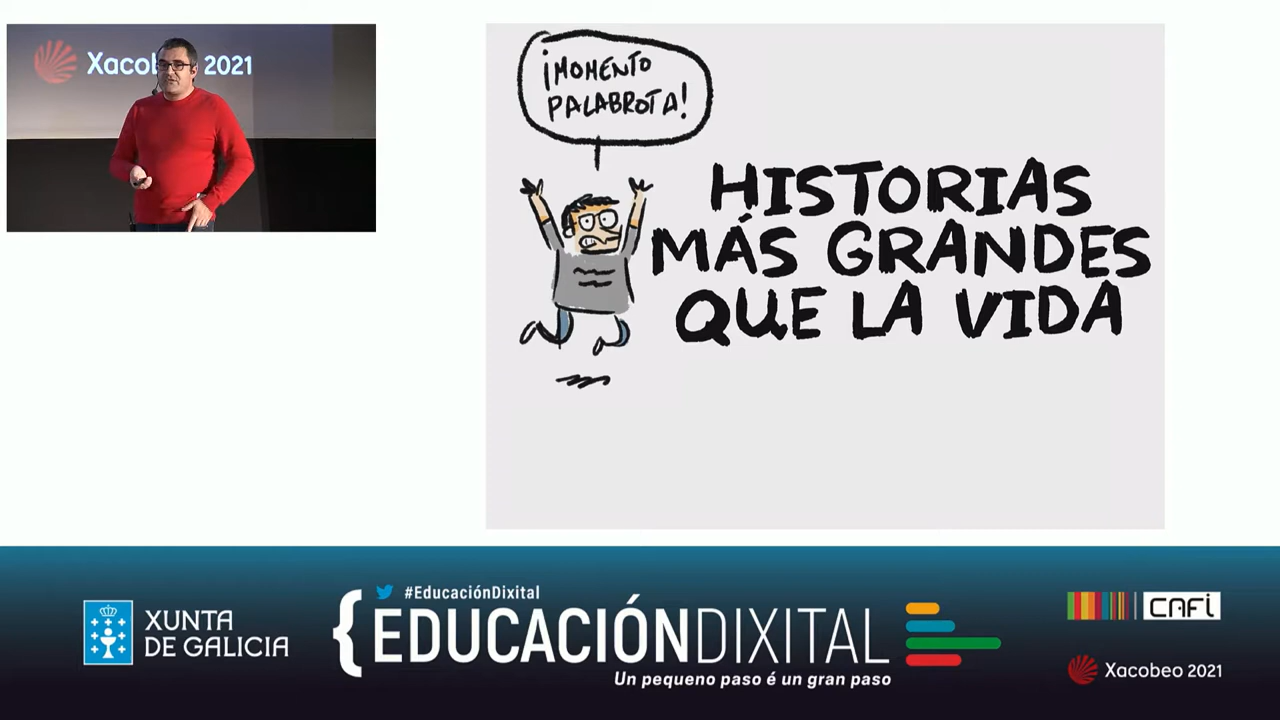 Xacobeo 2021
¡MOMENTO
PALABROTA!
HISTORIAS
MÁS GRANDES
QUE LA VIDA
XUNTA
DE GALICIA
#EducaciónDixital
{EDUCACIÓNDIXITAL
Un pequeno paso é un gran paso
CAFi
Xacobeo 2021